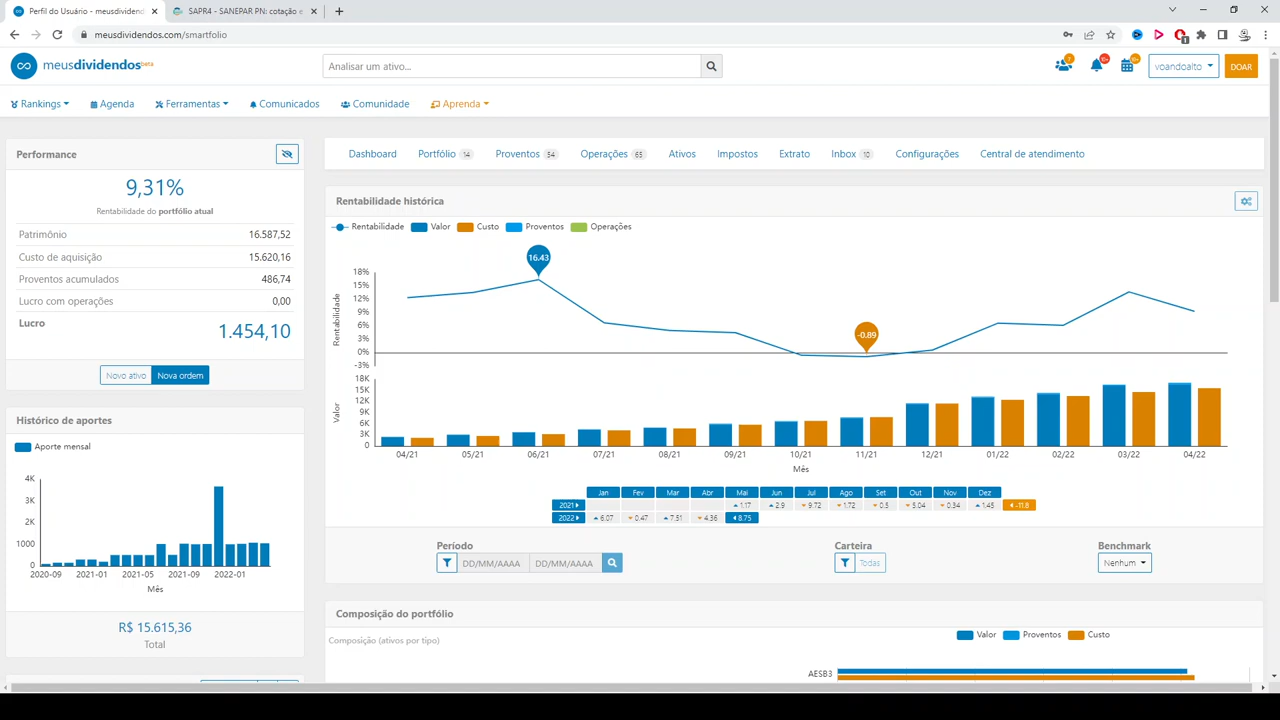 Perfil do Usuário - meusdividend
SAPR4 - SANEPAR PN: cotação e
meusdividendos.com/smartfolio
1
meusdividendos beta
Analisar um ativo...
7
voandoalto
DOAR
Rankings
Agenda
Ferramentas
Comunicados
Comunidade
Aprenda
Performance
9,31%
Rentabilidade do portfólio atual
Patrimônio 16.587,52
Custo de aquisição 15.620,16
Proventos acumulados 486,74
Lucro com operações 0,00
Lucro 1.454,10
Novo ativo
Nova ordem
Histórico de aportes
Aporte mensal
4K
3K
2K
1000
0
2020-09 2021-01 2021-05 2021-09 2022-01
Mês
R$ 15.615,36
Total
Dashboard
Portfólio 14
Proventos 54
Operações 65
Ativos
Impostos
Extrato
Inbox 10
Configurações
Central de atendimento
Rentabilidade histórica
Rentabilidade Valor Custo Proventos Operações
16.43
-0.89
18%
15%
12%
9%
6%
3%
0%
-3%
Rentabilidade
18K
15K
12K
9K
6K
3K
0
Valor
04/21 05/21 06/21 07/21 08/21 09/21 10/21 11/21 12/21 01/22 02/22 03/22 04/22
Mês
Jan Fev Mar Abr Mai Jun Jul Ago Set Out Nov Dez
2021 1.17 2.9 9.72 1.72 0.5 5.04 0.34 1.45 -11.8
2022 6.07 0.47 7.51 4.36 8.75
Período
DD/MM/AAAA DD/MM/AAAA
Carteira
Todas
Benchmark
Nenhum
Composição do portfólio
Composição (ativos por tipo)
Valor Proventos Custo
AESB3